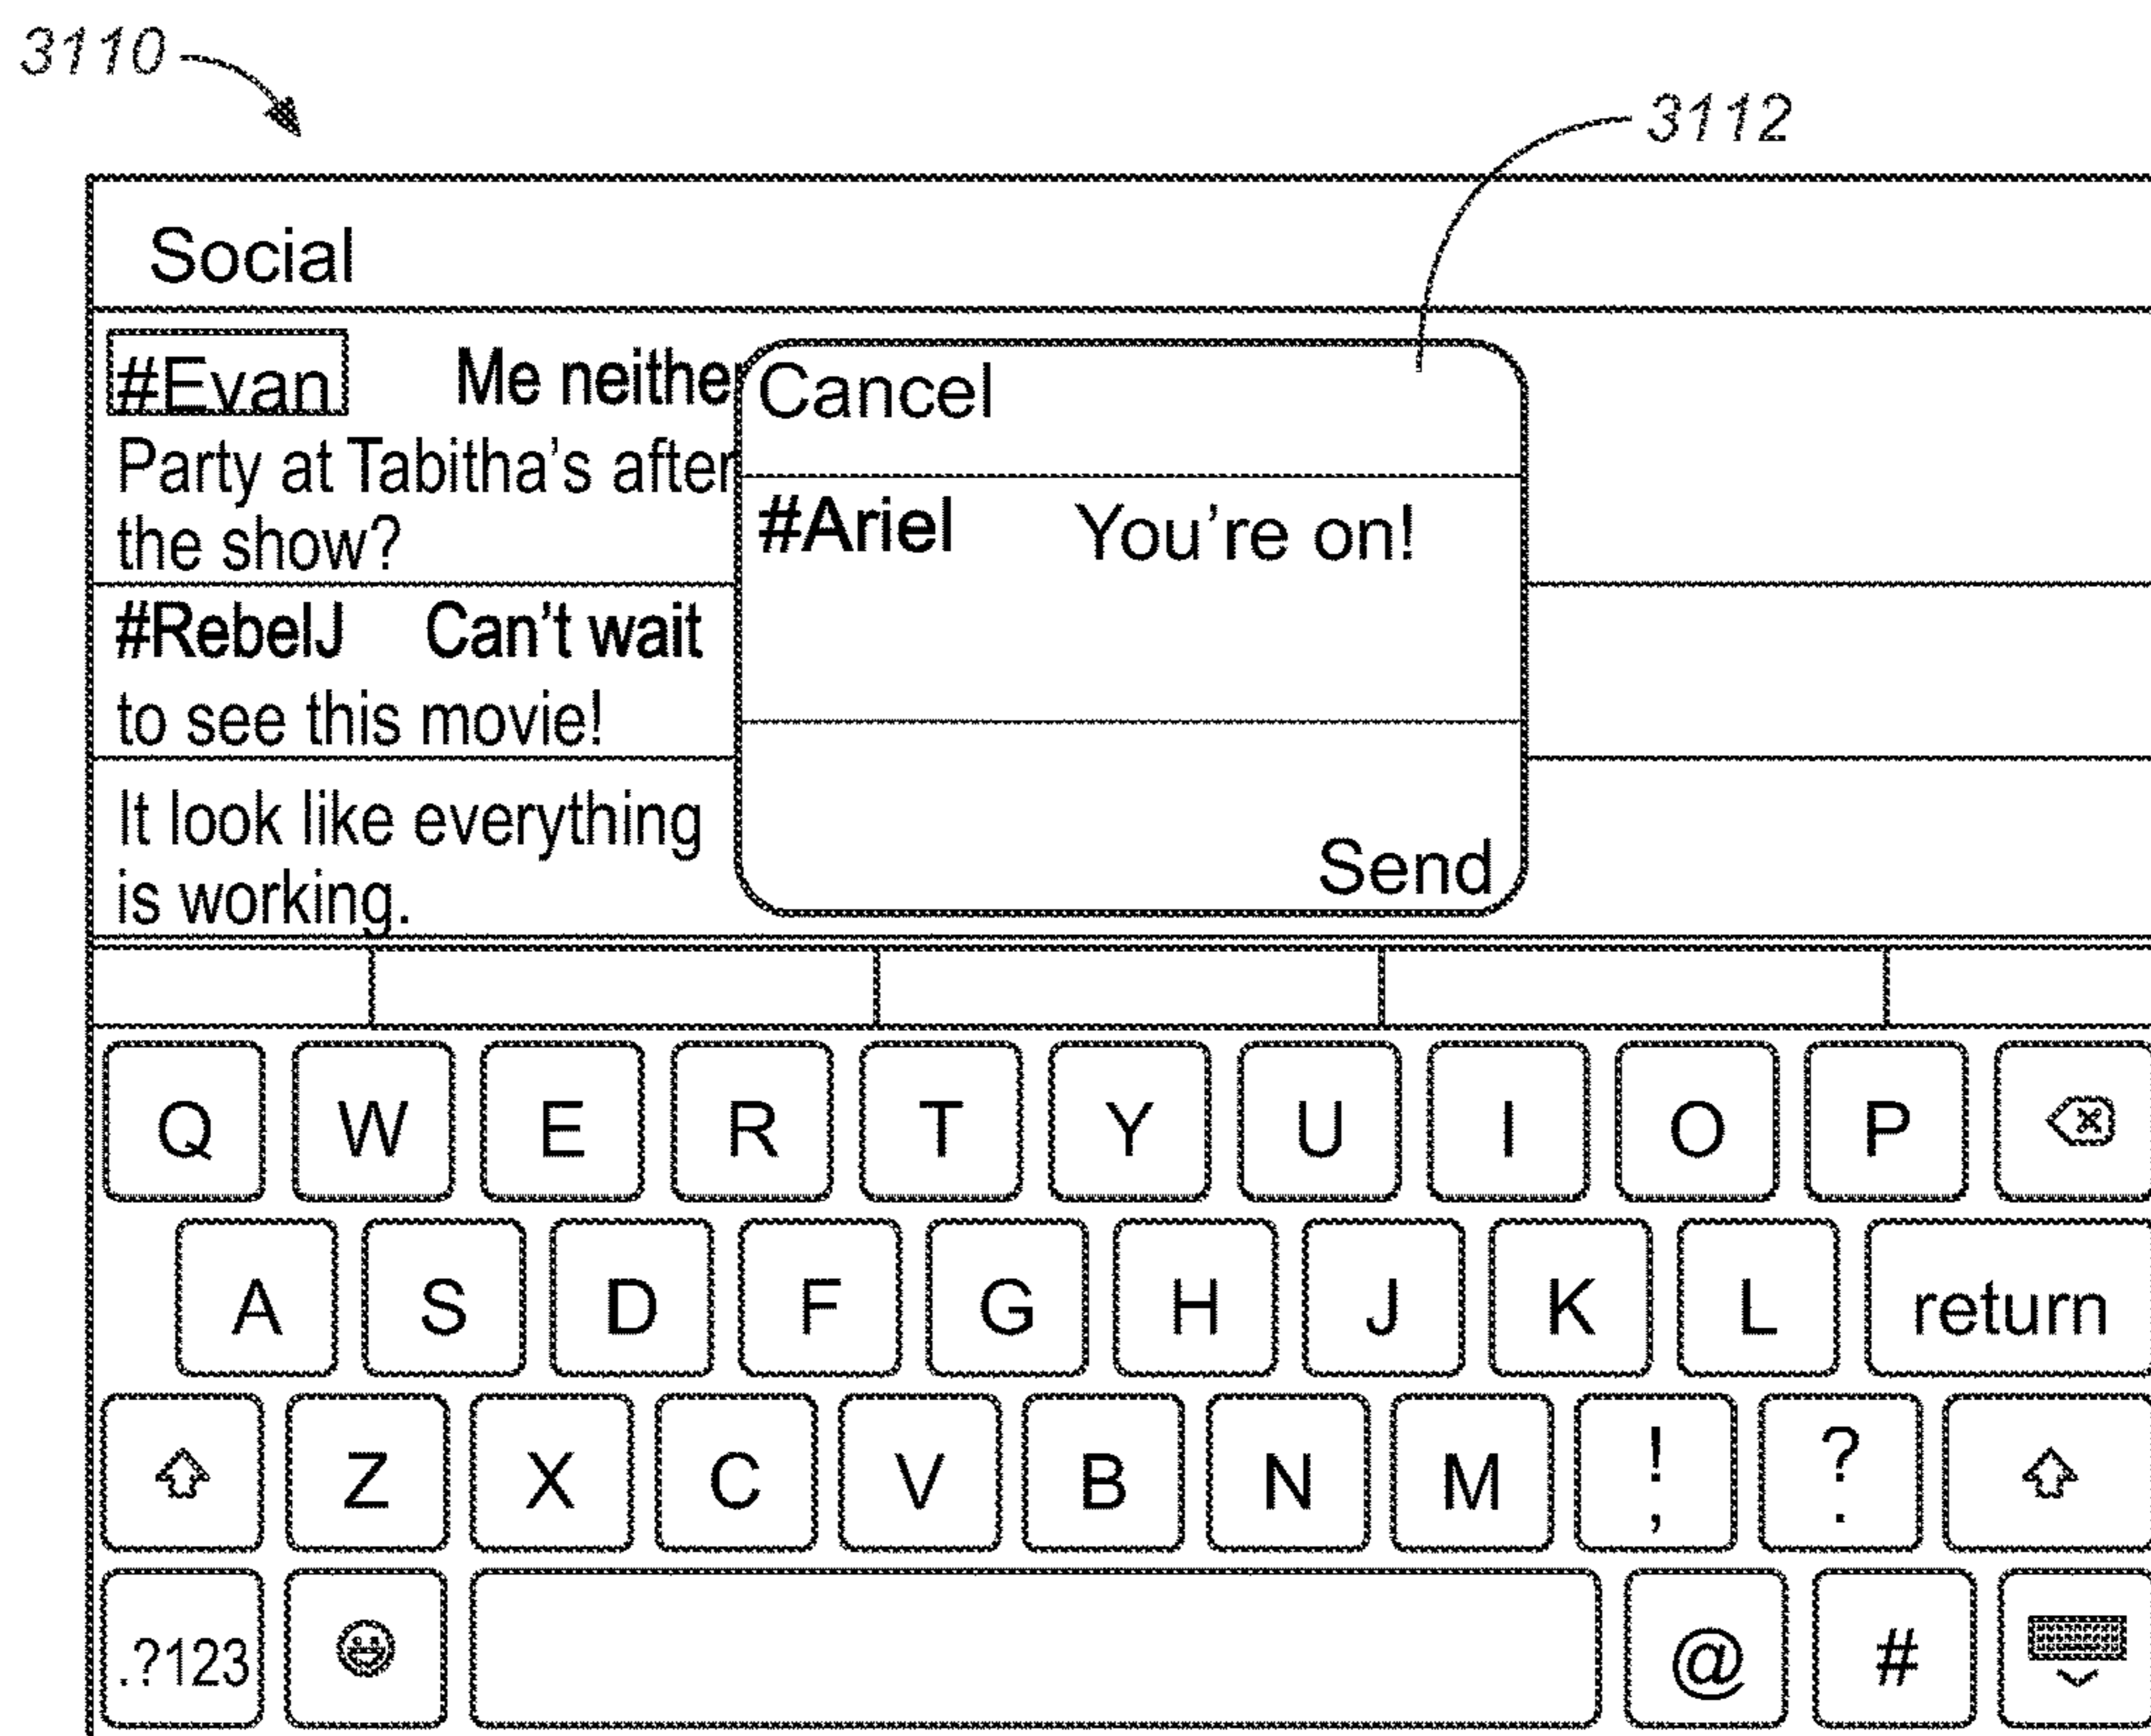 3110
3112
Social
#Evan Me neither
Party at Tabitha's after
the show?
#RebelJ Can't wait
to see this movie!
It look like everything
is working.
Cancel
#Ariel You're on!
Send
Q W E R T Y U I O P
A S D F G H J K L return
Z X C V B N M ! , ? .
.?123 @ #